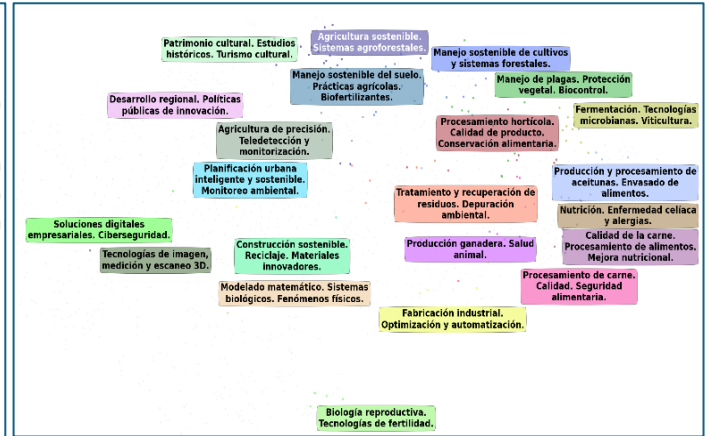 Agricultura sostenible.
Sistemas agroforestales.
Patrimonio cultural. Estudios
históricos. Turismo cultural.
Manejo sostenible de cultivos
y sistemas forestales.
Manejo sostenible del suelo.
Prácticas agrícolas.
Biofertilizantes.
Manejo de plagas. Protección
vegetal. Biocontrol.
Desarrollo regional. Políticas
públicas de innovación.
Fermentación. Tecnologías
microbianas. Viticultura.
Agricultura de precisión.
Teledetección y
monitorización.
Procesamiento hortícola.
Calidad de producto.
Conservación alimentaria.
Planificación urbana
inteligente y sostenible.
Monitoreo ambiental.
Producción y procesamiento de
aceitunas. Envasado de
alimentos.
Tratamiento y recuperación de
residuos. Depuración
ambiental.
Nutrición. Enfermedad celíaca
y alergias.
Soluciones digitales
empresariales. Ciberseguridad.
Calidad de la carne.
Procesamiento de alimentos.
Mejora nutricional.
Tecnologías de imagen,
medición y escaneo 3D.
Construcción sostenible.
Reciclaje. Materiales
innovadores.
Producción ganadera. Salud
animal.
Procesamiento de carne.
Calidad. Seguridad
alimentaria.
Modelado matemático. Sistemas
biológicos. Fenómenos físicos.
Fabricación industrial.
Optimización y automatización.
Biología reproductiva.
Tecnologías de fertilidad.